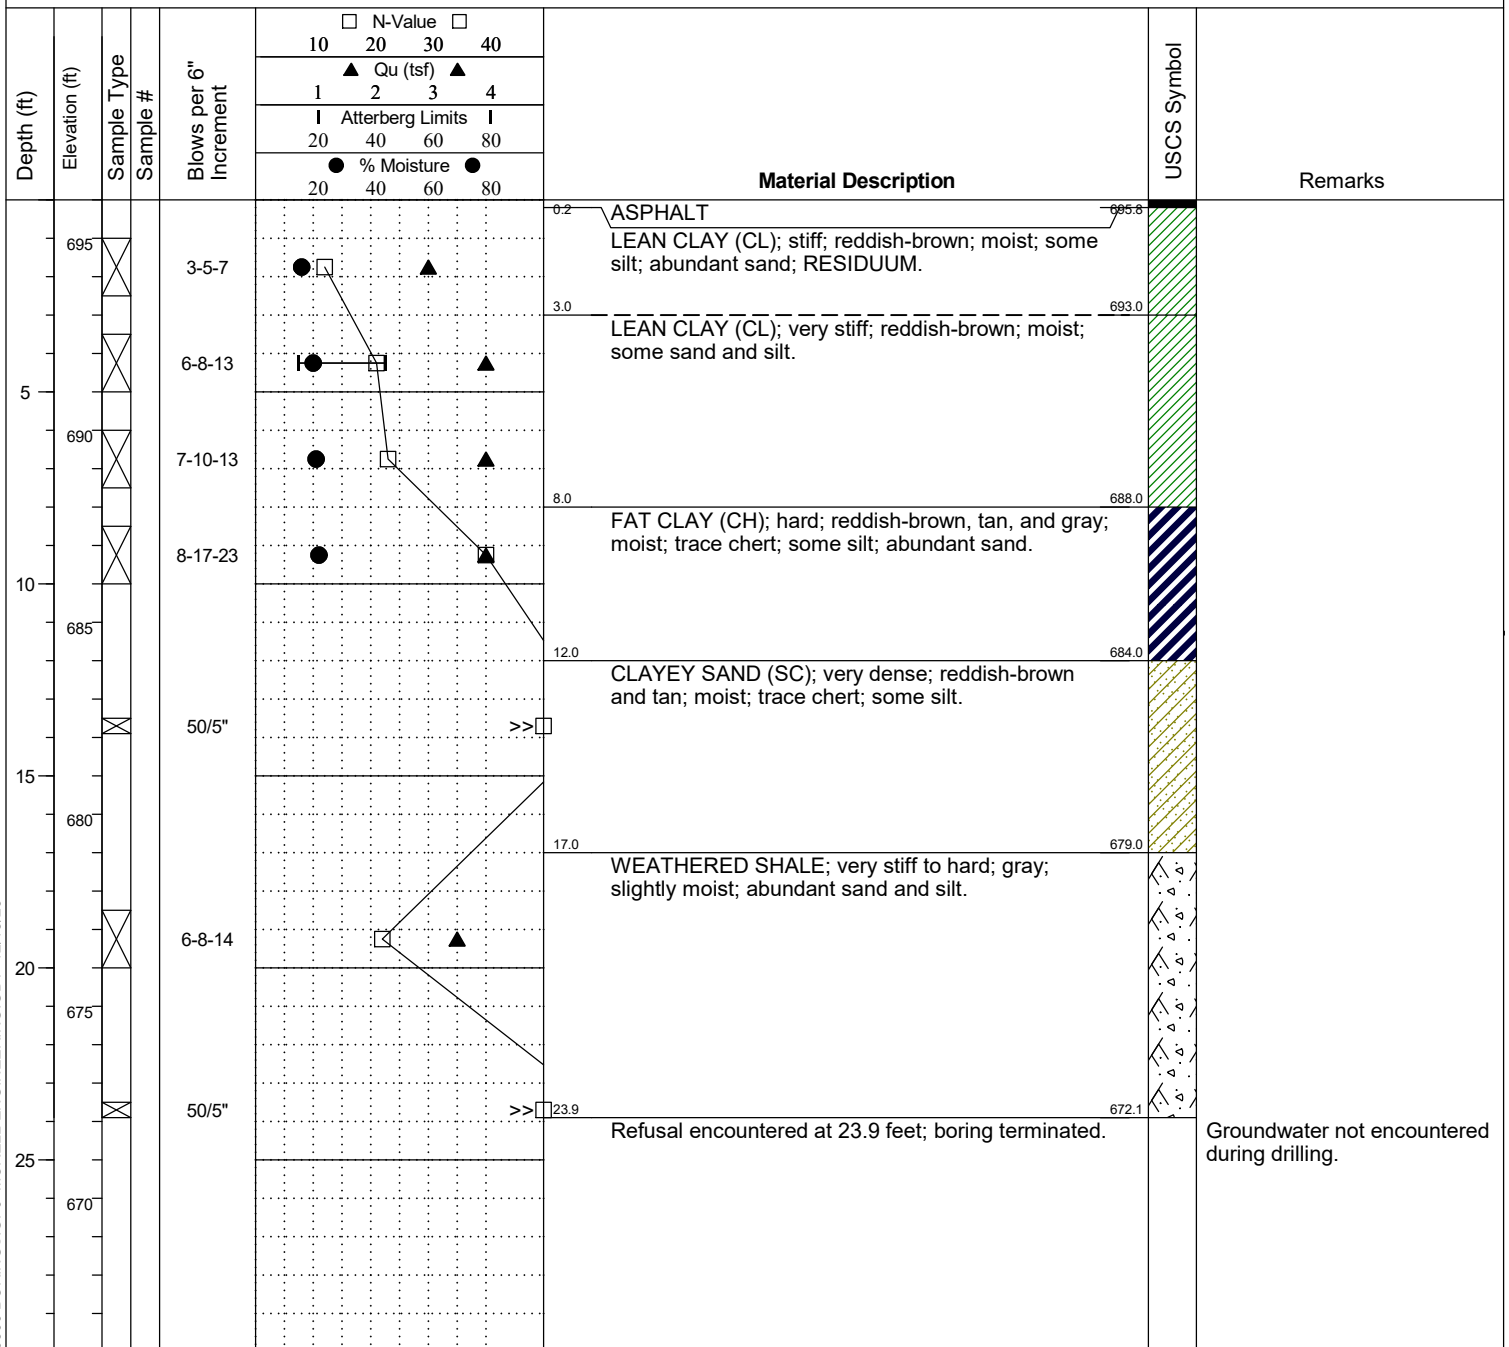 Depth (ft)
Elevation (ft)
Sample Type
Sample #
Blows per 6"
Increment
N-Value
10 20 30 40
Qu (tsf)
1 2 3 4
Atterberg Limits
20 40 60 80
% Moisture
20 40 60 80
Material Description
USCS Symbol
Remarks
0.2 ASPHALT 695.8
LEAN CLAY (CL); stiff; reddish-brown; moist; some
silt; abundant sand; RESIDUUM.
695
3-5-7
3.0 693.0
LEAN CLAY (CL); very stiff; reddish-brown; moist;
some sand and silt.
6-8-13
5
690
7-10-13
8.0 688.0
FAT CLAY (CH); hard; reddish-brown, tan, and gray;
moist; trace chert; some silt; abundant sand.
8-17-23
10
685
12.0 684.0
CLAYEY SAND (SC); very dense; reddish-brown
and tan; moist; trace chert; some silt.
50/5" >>
15
680
17.0 679.0
WEATHERED SHALE; very stiff to hard; gray;
slightly moist; abundant sand and silt.
6-8-14
20
675
50/5" >> 23.9 672.1
Refusal encountered at 23.9 feet; boring terminated.
Groundwater not encountered
during drilling.
25
670